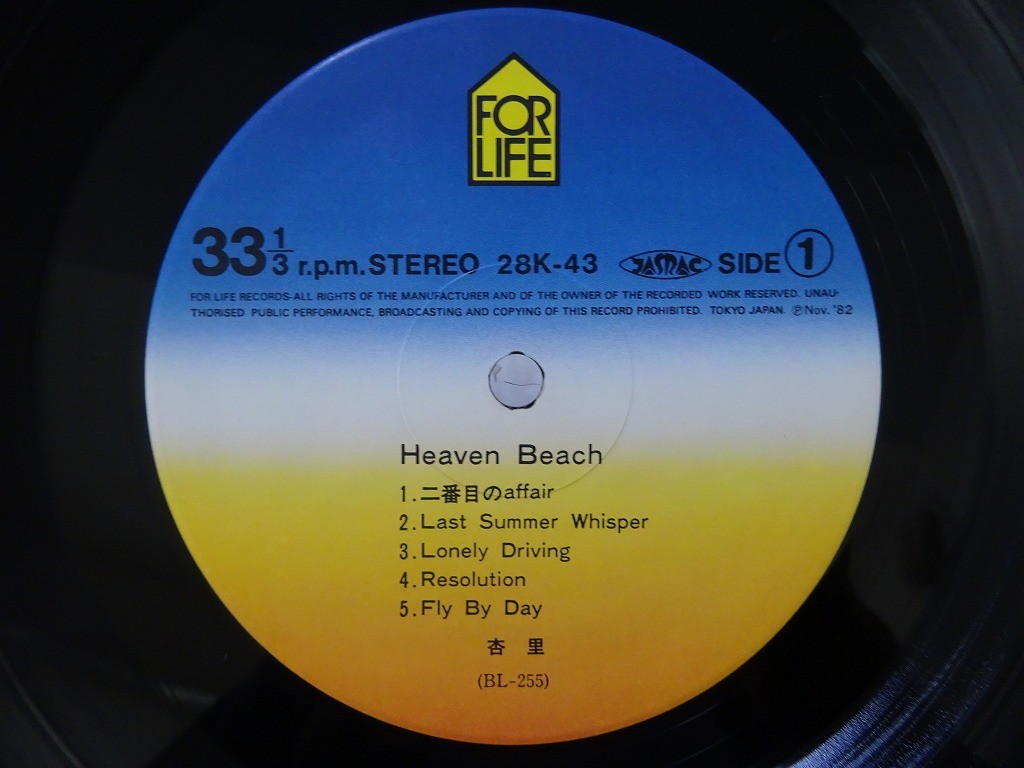 FOR
LIFE
33 1/3 r.p.m. STEREO 28K-43 JASRAC SIDE 1
FOR LIFE RECORDS-ALL RIGHTS OF THE MANUFACTURER AND OF THE OWNER OF THE RECORDED WORK RESERVED. UNAU-
THORISED PUBLIC PERFORMANCE, BROADCASTING AND COPYING OF THIS RECORD PROHIBITED. TOKYO JAPAN. ℗Nov. '82
Heaven Beach
1.二番目のaffair
2.Last Summer Whisper
3.Lonely Driving
4.Resolution
5.Fly By Day
杏 里
(BL-255)